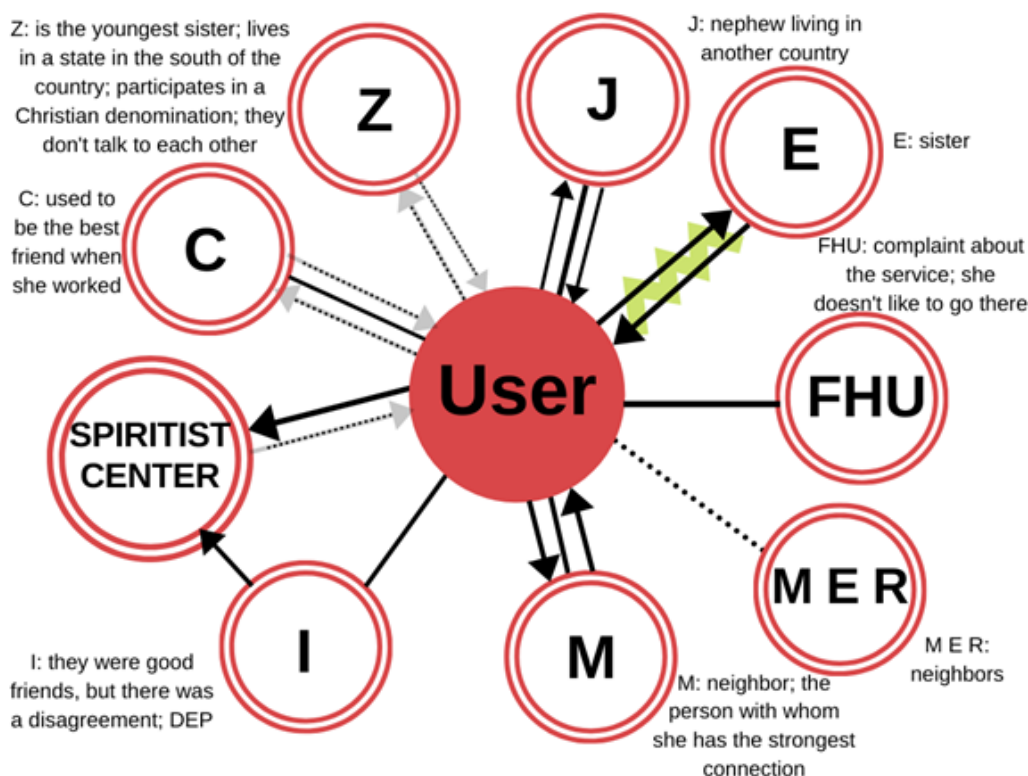 Z: is the youngest sister; lives
in a state in the south of the
country; participates in a
Christian denomination; they
don't talk to each other
Z
J: nephew living in
another country
J
E
E: sister
C: used to
be the best
friend when
she worked
C
FHU: complaint about
the service; she
doesn't like to go there
User
FHU
SPIRITIST
CENTER
M E R
M E R:
neighbors
I
I: they were good
friends, but there was
a disagreement; DEP
M
M: neighbor; the
person with whom
she has the strongest
connection